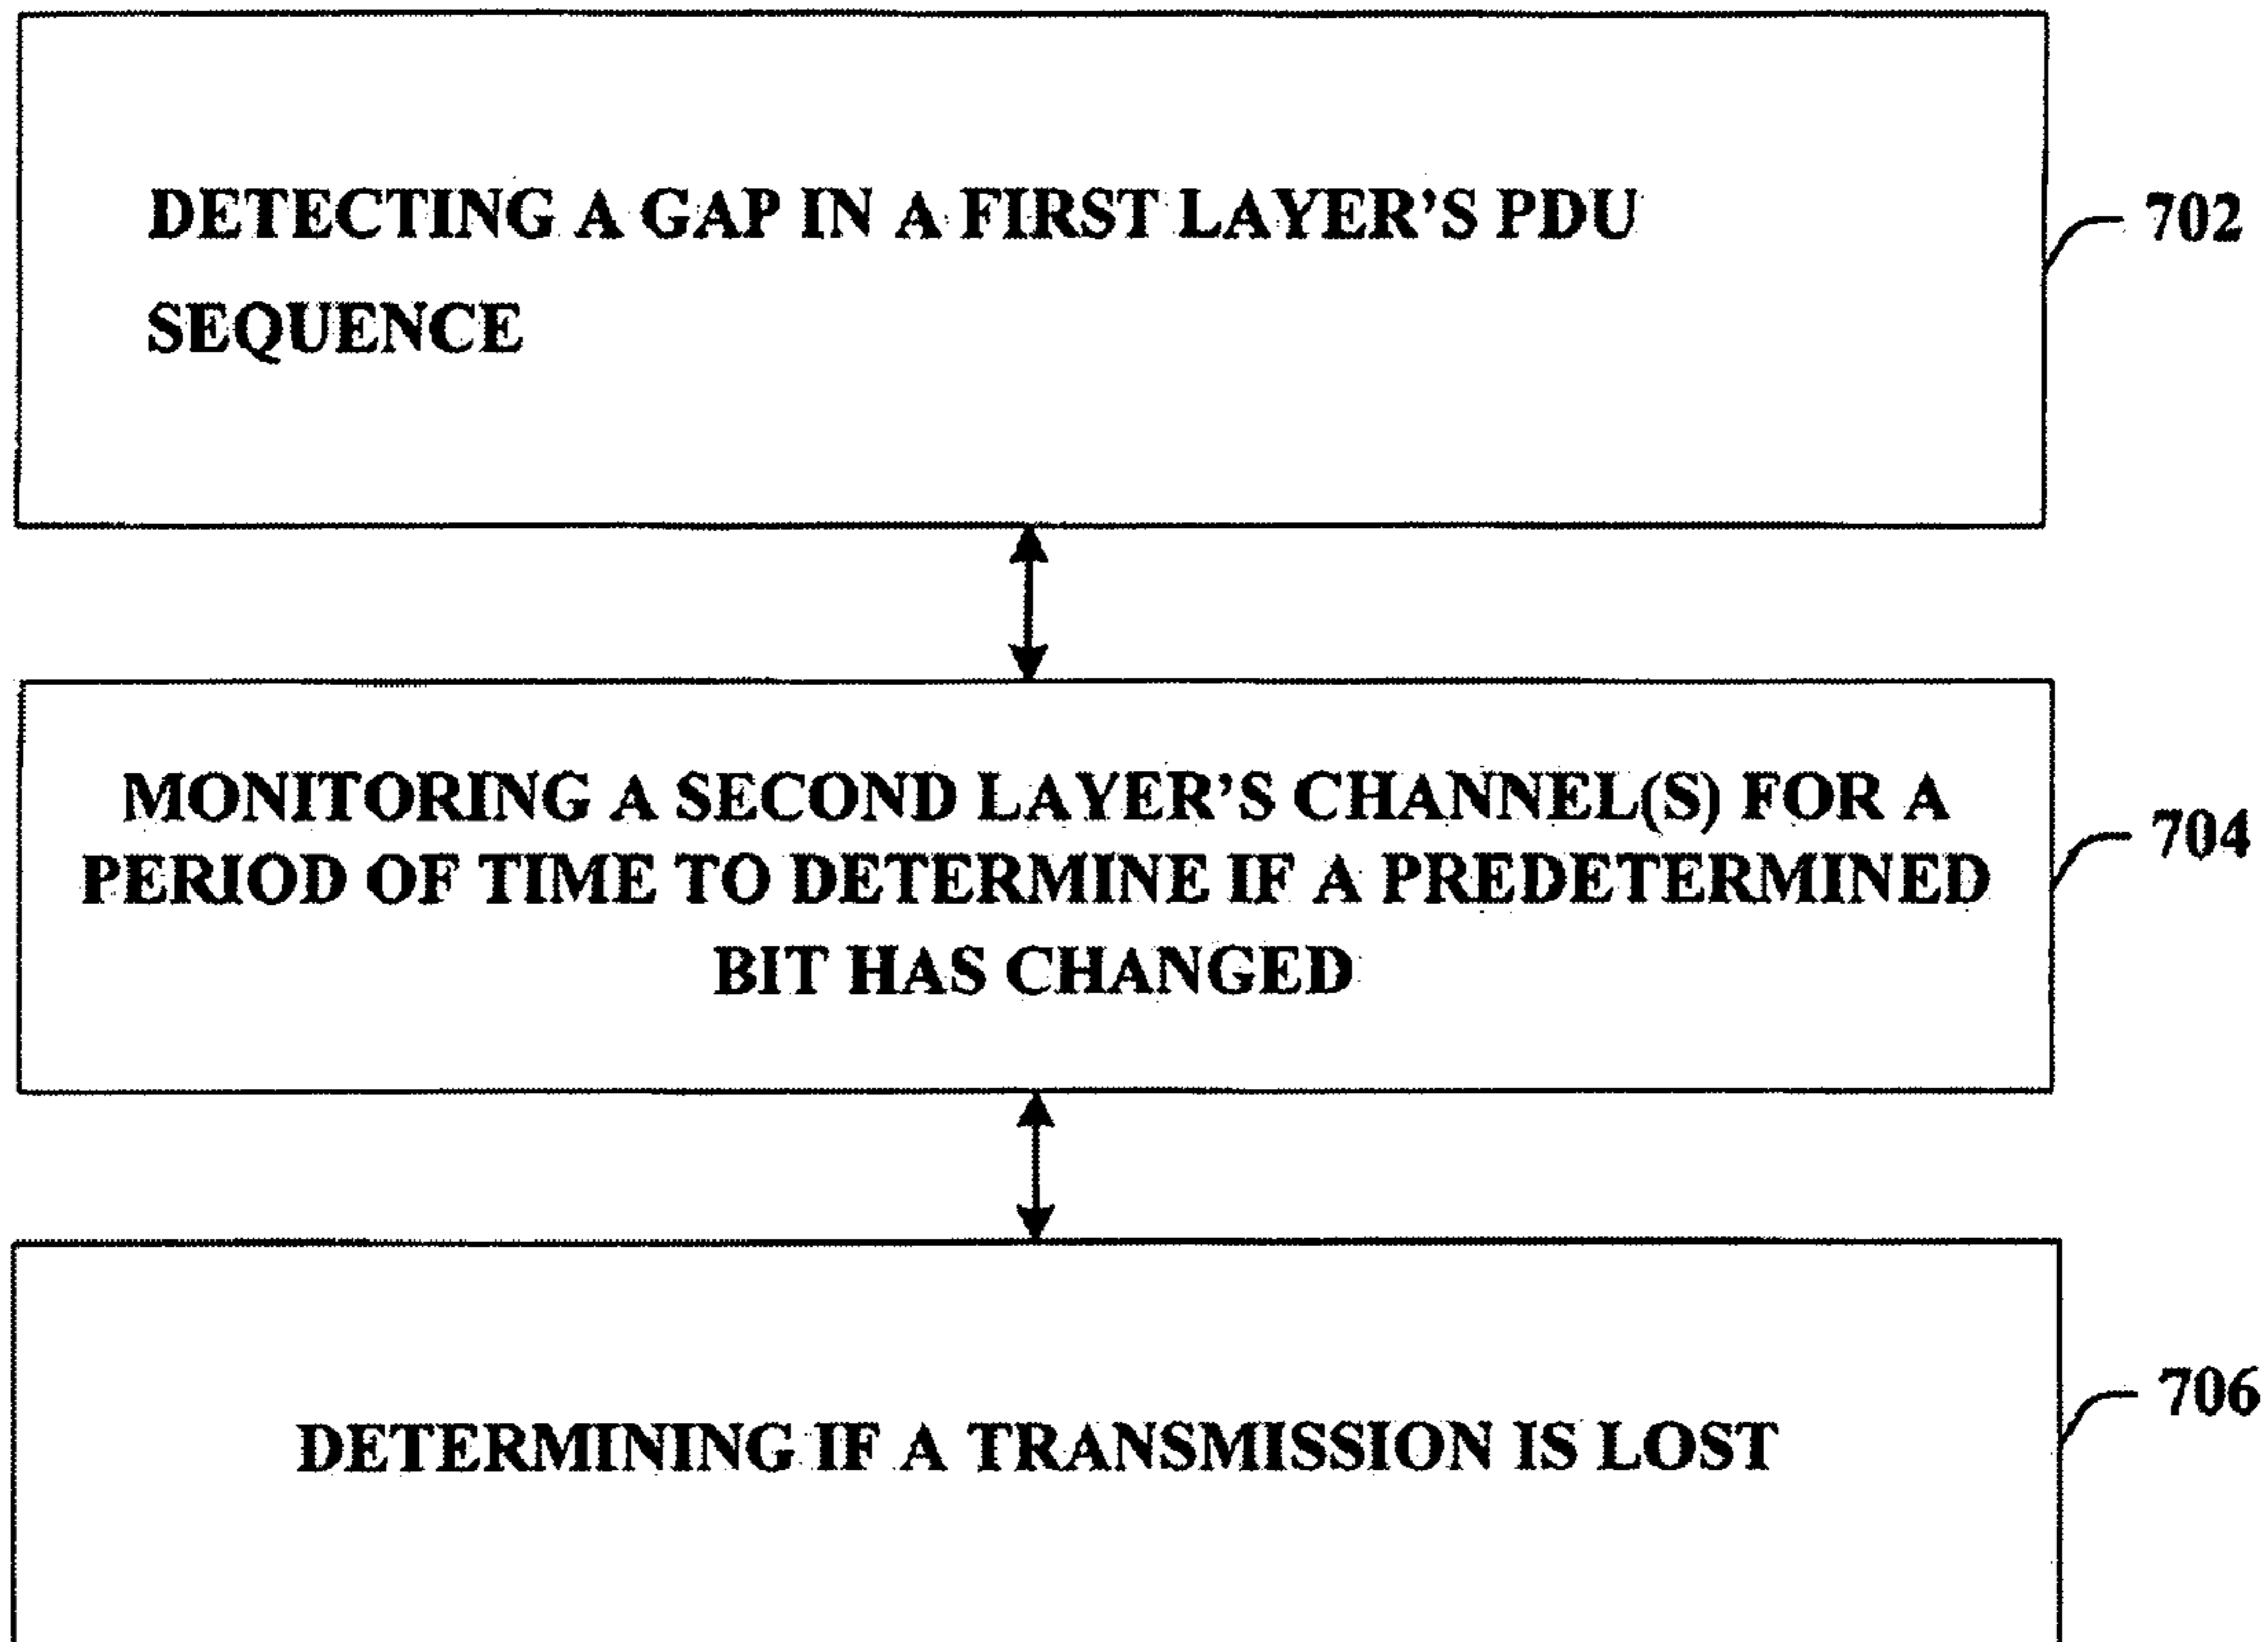 DETECTING A GAP IN A FIRST LAYER'S PDU
SEQUENCE
702
MONITORING A SECOND LAYER'S CHANNEL(S) FOR A
PERIOD OF TIME TO DETERMINE IF A PREDETERMINED
BIT HAS CHANGED
704
DETERMINING IF A TRANSMISSION IS LOST
706